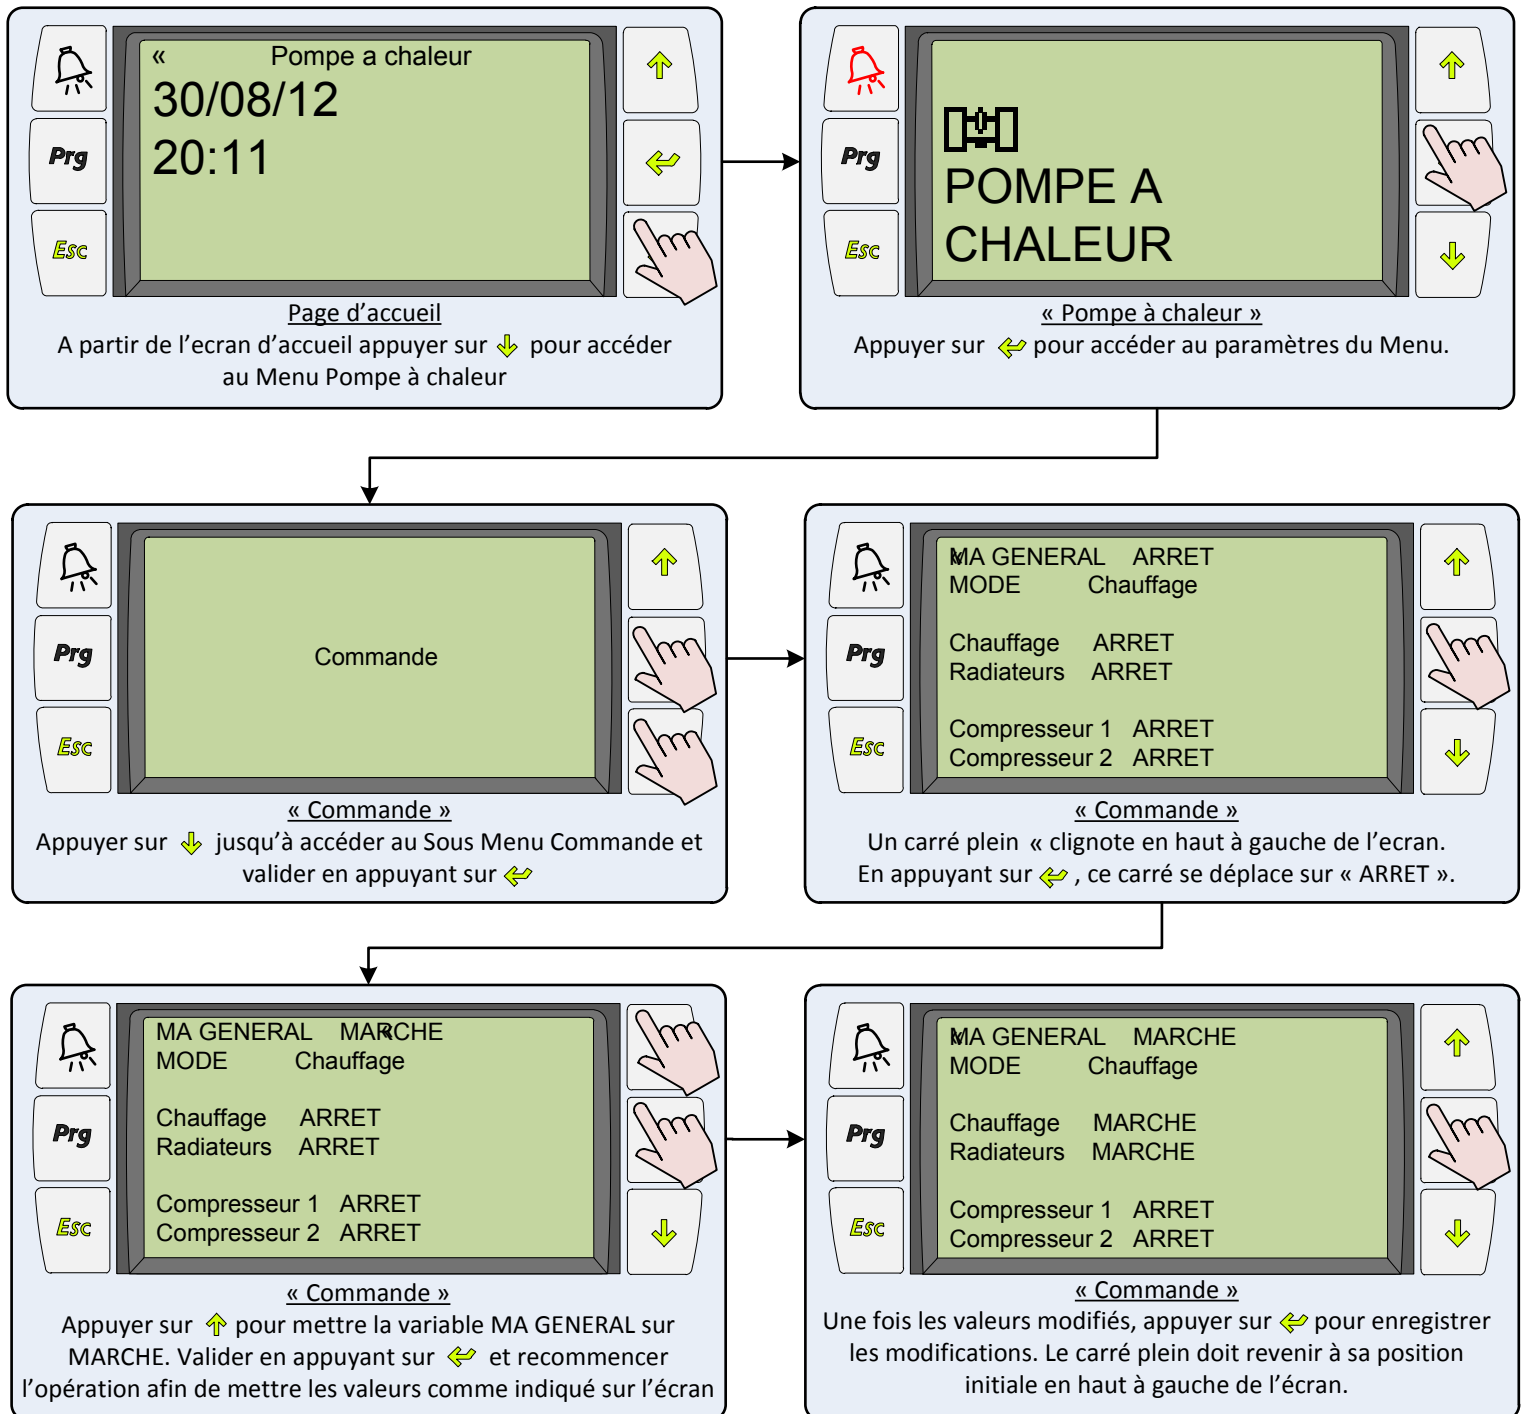 « Pompe a chaleur
30/08/12
20:11
Prg
Esc
Page d’accueil
A partir de l’ecran d’accueil appuyer sur pour accéder
au Menu Pompe à chaleur
POMPE A
CHALEUR
Prg
Esc
« Pompe à chaleur »
Appuyer sur pour accéder au paramètres du Menu.
Commande
Prg
Esc
« Commande »
Appuyer sur jusqu’à accéder au Sous Menu Commande et
valider en appuyant sur
«MA GENERAL ARRET
MODE Chauffage
Chauffage ARRET
Radiateurs ARRET
Compresseur 1 ARRET
Compresseur 2 ARRET
Prg
Esc
« Commande »
Un carré plein « clignote en haut à gauche de l’ecran.
En appuyant sur , ce carré se déplace sur « ARRET ».
MA GENERAL MARCHE«
MODE Chauffage
Chauffage ARRET
Radiateurs ARRET
Compresseur 1 ARRET
Compresseur 2 ARRET
Prg
Esc
« Commande »
Appuyer sur pour mettre la variable MA GENERAL sur
MARCHE. Valider en appuyant sur et recommencer
l’opération afin de mettre les valeurs comme indiqué sur l’écran
«MA GENERAL MARCHE
MODE Chauffage
Chauffage MARCHE
Radiateurs MARCHE
Compresseur 1 ARRET
Compresseur 2 ARRET
Prg
Esc
« Commande »
Une fois les valeurs modifiés, appuyer sur pour enregistrer
les modifications. Le carré plein doit revenir à sa position
initiale en haut à gauche de l’écran.